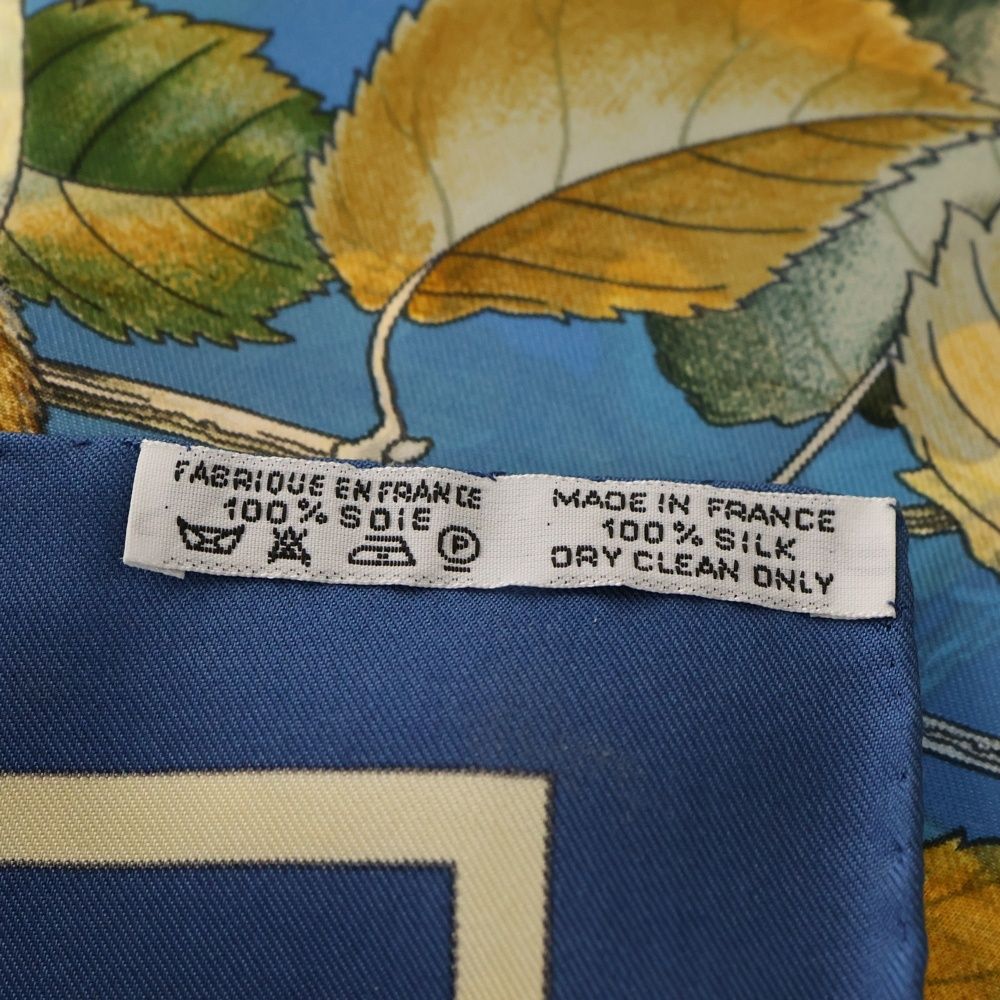 FABRIQUE EN FRANCE
100% SOIE
P
MADE IN FRANCE
100% SILK
DRY CLEAN ONLY